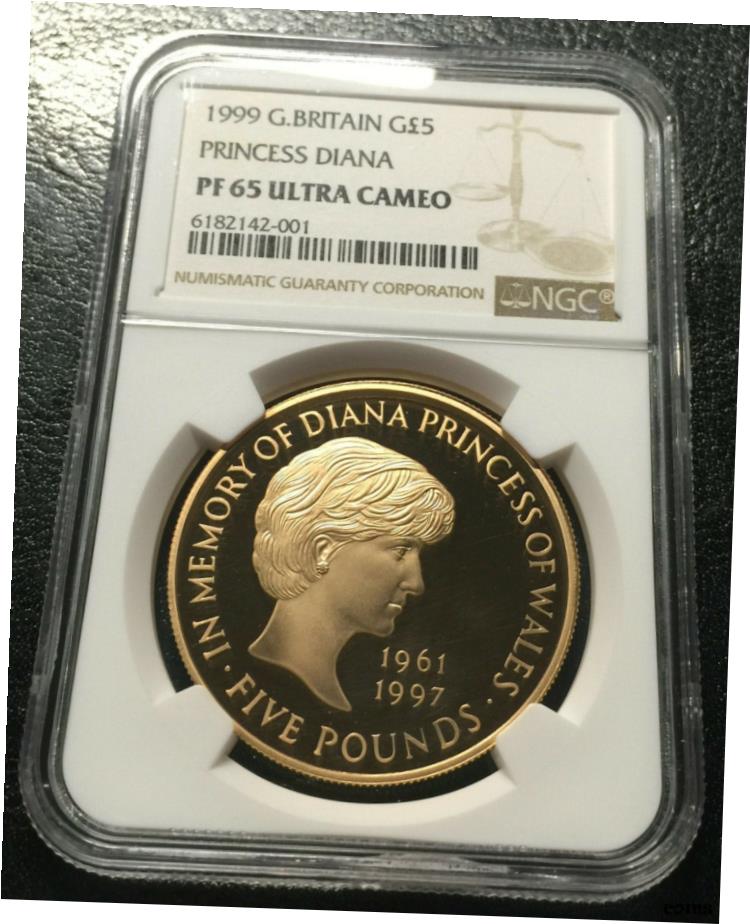 1999 G.BRITAIN G£5
PRINCESS DIANA
PF 65 ULTRA CAMEO
6182142-001
NUMISMATIC GUARANTY CORPORATION
NGC®
IN MEMORY OF DIANA PRINCESS OF WALES
1961
1997
· FIVE POUNDS ·